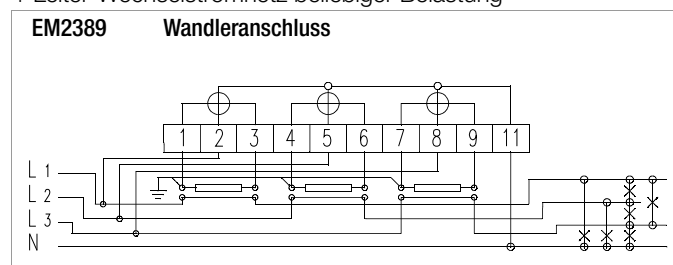 4-Leiter-Wechselstromnetz beliebiger Belastung
EM2389 Wandleranschluss
1 2 3 4 5 6 7 8 9 11
L 1
L 2
L 3
N